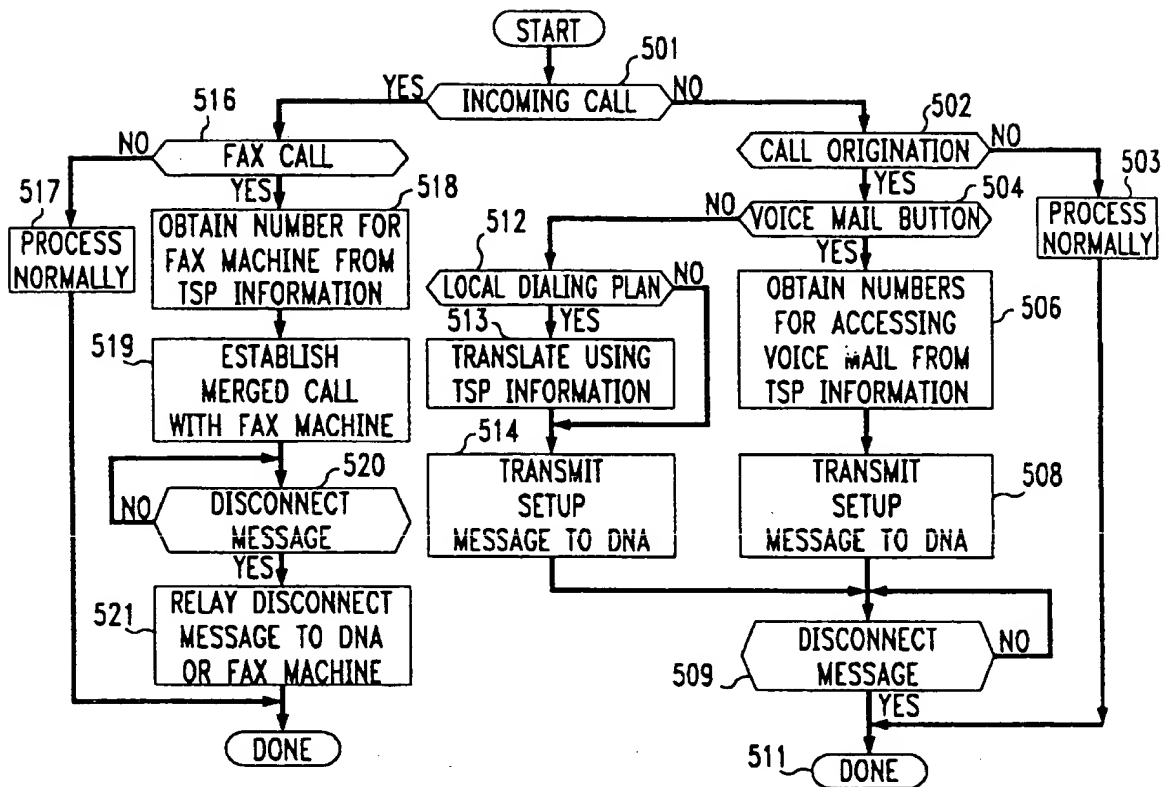 START
501
YES
INCOMING CALL
NO
516
502
NO
FAX CALL
CALL ORIGINATION
NO
YES
518
YES
504
503
517
512
NO
VOICE MAIL BUTTON
PROCESS
NORMALLY
OBTAIN NUMBER FOR
FAX MACHINE FROM
TSP INFORMATION
YES
PROCESS
NORMALLY
LOCAL DIALING PLAN
NO
OBTAIN NUMBERS
FOR ACCESSING
VOICE MAIL FROM
TSP INFORMATION
506
513
YES
519
ESTABLISH
MERGED CALL
WITH FAX MACHINE
TRANSLATE USING
TSP INFORMATION
514
520
TRANSMIT
SETUP
MESSAGE TO DNA
TRANSMIT
SETUP
MESSAGE TO DNA
508
NO
DISCONNECT
MESSAGE
YES
521
RELAY DISCONNECT
MESSAGE TO DNA
OR FAX MACHINE
DISCONNECT
MESSAGE
NO
509
YES
DONE
511
DONE